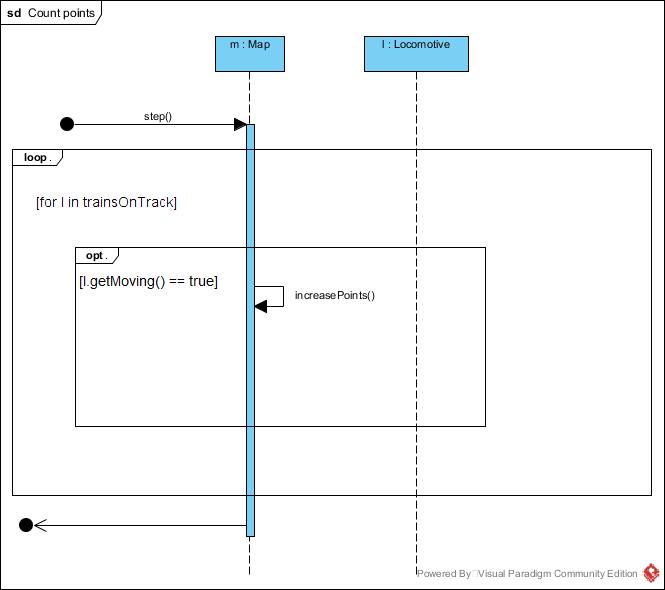 sd Count points
m : Map
l : Locomotive
step()
loop .
[for l in trainsOnTrack]
opt .
[l.getMoving() == true]
increasePoints()
Powered By Visual Paradigm Community Edition